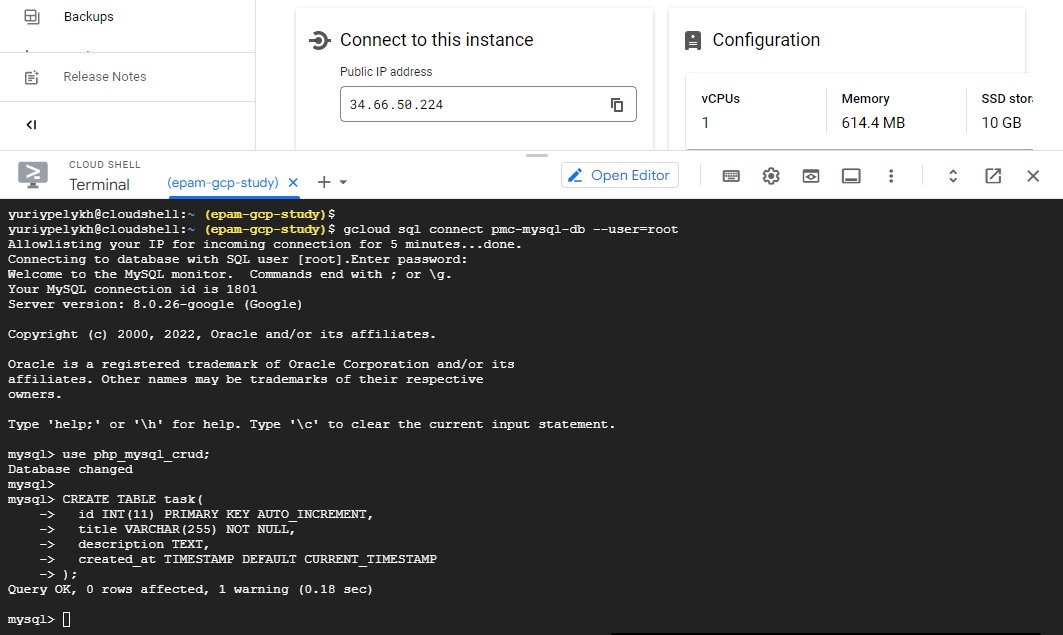 Backups
Release Notes
Connect to this instance
Public IP address
34.66.50.224
Configuration
vCPUs
1
Memory
614.4 MB
SSD stor
10 GB
CLOUD SHELL
Terminal
(epam-gcp-study)
Open Editor
yuriypelykh@cloudshell:~ (epam-gcp-study)$
yuriypelykh@cloudshell:~ (epam-gcp-study)$ gcloud sql connect pmc-mysql-db --user=root
Allowlisting your IP for incoming connection for 5 minutes...done.
Connecting to database with SQL user [root].Enter password:
Welcome to the MySQL monitor.  Commands end with ; or \g.
Your MySQL connection id is 1801
Server version: 8.0.26-google (Google)
Copyright (c) 2000, 2022, Oracle and/or its affiliates.
Oracle is a registered trademark of Oracle Corporation and/or its
affiliates. Other names may be trademarks of their respective
owners.
Type 'help;' or '\h' for help. Type '\c' to clear the current input statement.
mysql> use php_mysql_crud;
Database changed
mysql>
mysql> CREATE TABLE task(
    ->   id INT(11) PRIMARY KEY AUTO_INCREMENT,
    ->   title VARCHAR(255) NOT NULL,
    ->   description TEXT,
    ->   created_at TIMESTAMP DEFAULT CURRENT_TIMESTAMP
    -> );
Query OK, 0 rows affected, 1 warning (0.18 sec)
mysql>